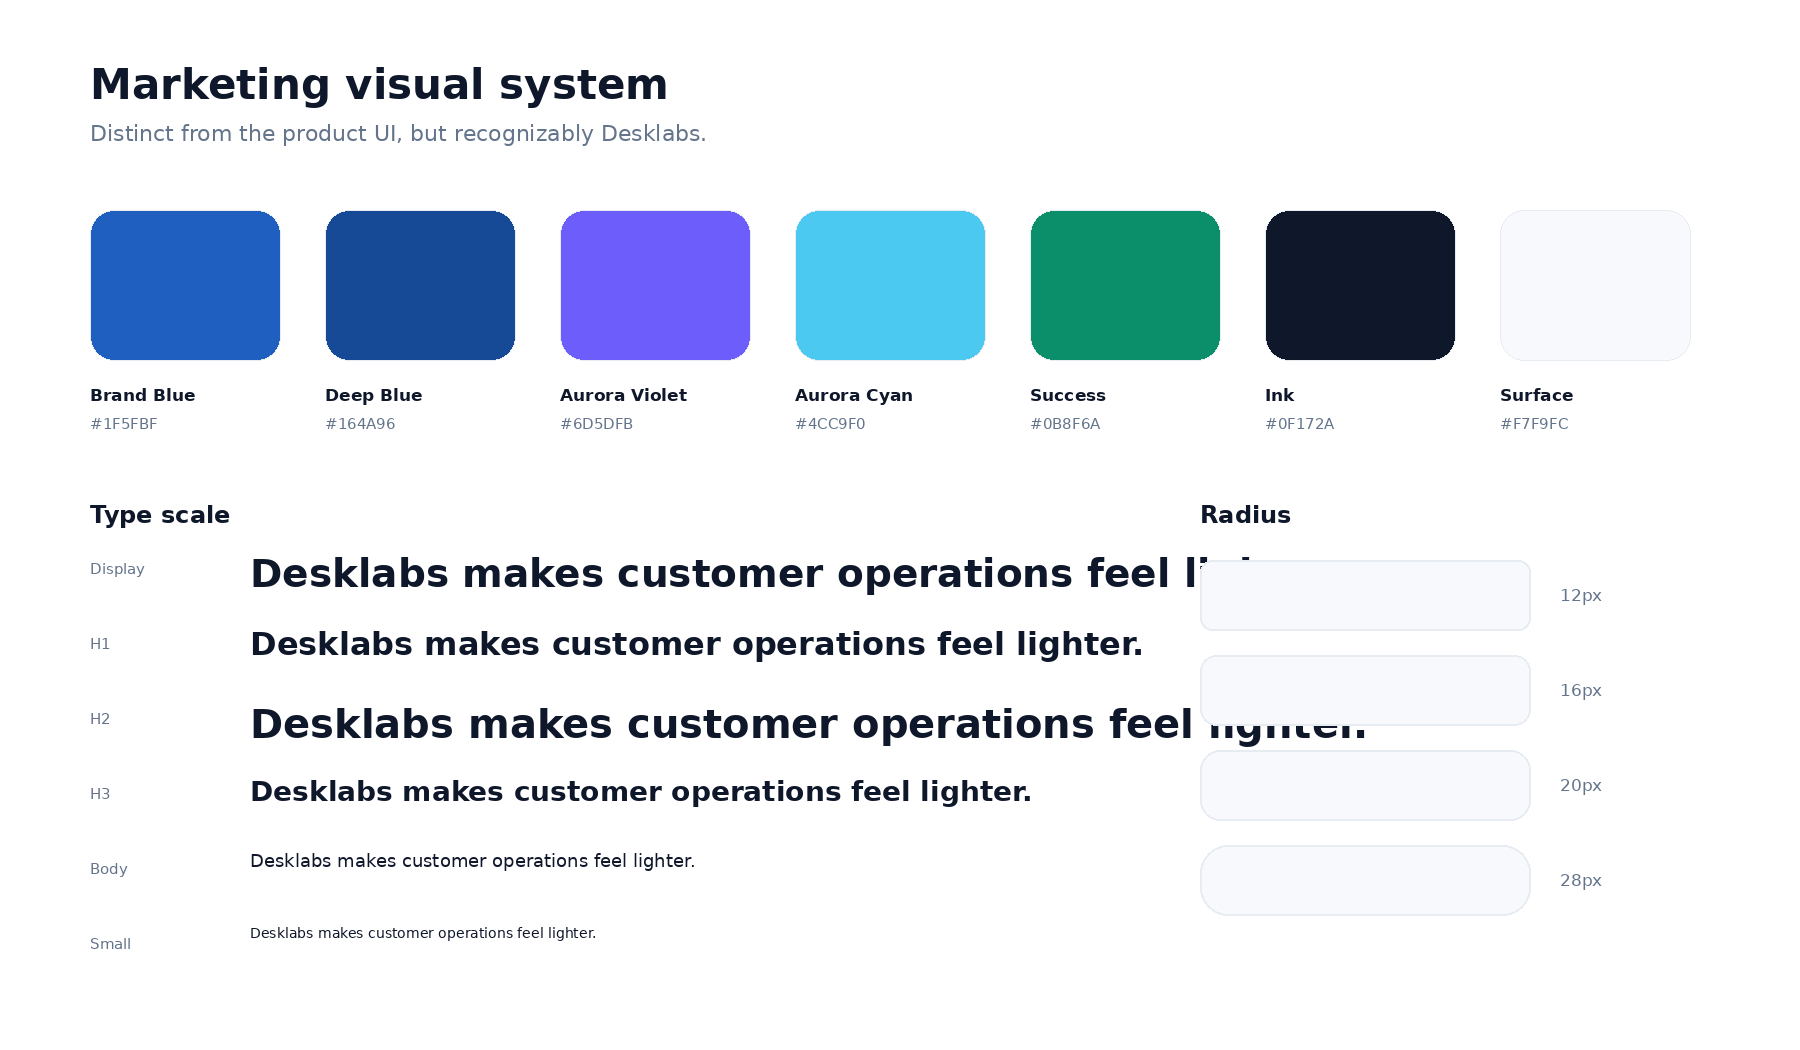 Marketing visual system
Distinct from the product UI, but recognizably Desklabs.
Brand Blue
#1F5FBF
Deep Blue
#164A96
Aurora Violet
#6D5DFB
Aurora Cyan
#4CC9F0
Success
#0B8F6A
Ink
#0F172A
Surface
#F7F9FC
Type scale
Display
Desklabs makes customer operations feel
H1
Desklabs makes customer operations feel lighter.
H2
Desklabs makes customer operations feel lighter.
H3
Desklabs makes customer operations feel lighter.
Body
Desklabs makes customer operations feel lighter.
Small
Desklabs makes customer operations feel lighter.
Radius
12px
16px
20px
28px